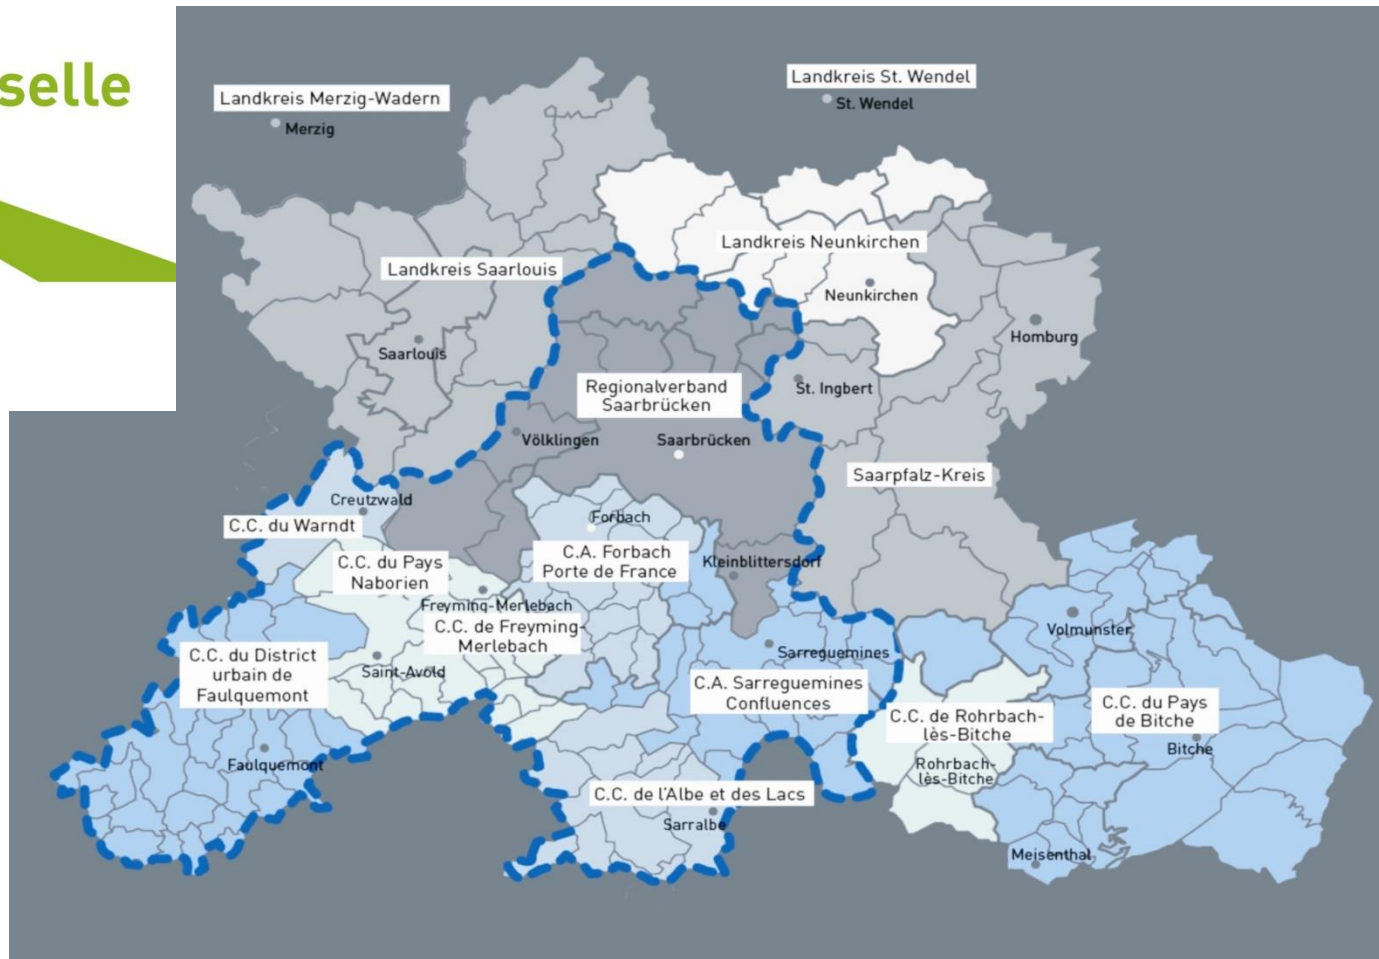 selle
Landkreis Merzig-Wadern
Merzig
Landkreis St. Wendel
St. Wendel
Landkreis Neunkirchen
Neunkirchen
Landkreis Saarlouis
Saarlouis
Homburg
Regionalverband
Saarbrücken
St. Ingbert
Völklingen
Saarbrücken
Saarpfalz-Kreis
Creutzwald
C.C. du Warndt
Forbach
C.A. Forbach
Porte de France
Kleinblittersdorf
C.C. du Pays
Naborien
Freyming-Merlebach
C.C. de Freyming-
Merlebach
Volmunster
Sarreguemines
C.C. du District
urbain de
Faulquemont
Saint-Avold
C.A. Sarreguemines
Confluences
C.C. de Rohrbach-
lès-Bitche
C.C. du Pays
de Bitche
Bitche
Faulquemont
Rohrbach-
lès-Bitche
C.C. de l'Albe et des Lacs
Sarralbe
Meisenthal